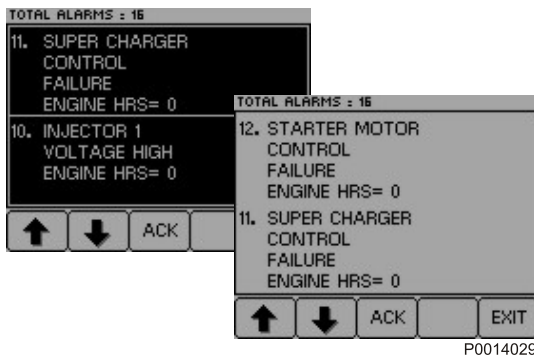 TOTAL ALARMS : 16
11. SUPER CHARGER
CONTROL
FAILURE
ENGINE HRS= 0
10. INJECTOR 1
VOLTAGE HIGH
ENGINE HRS= 0
ACK
TOTAL ALARMS : 16
12. STARTER MOTOR
CONTROL
FAILURE
ENGINE HRS= 0
11. SUPER CHARGER
CONTROL
FAILURE
ENGINE HRS= 0
ACK
EXIT
P0014029